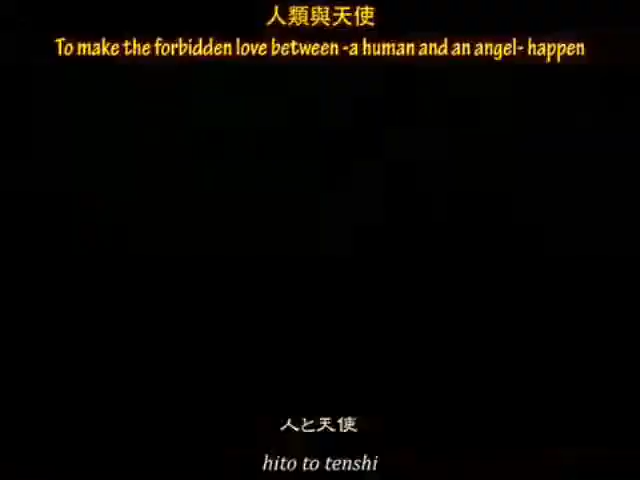 人類與天使
To make the forbidden love between -a human and an angel- happen
人と天使
hito to tenshi